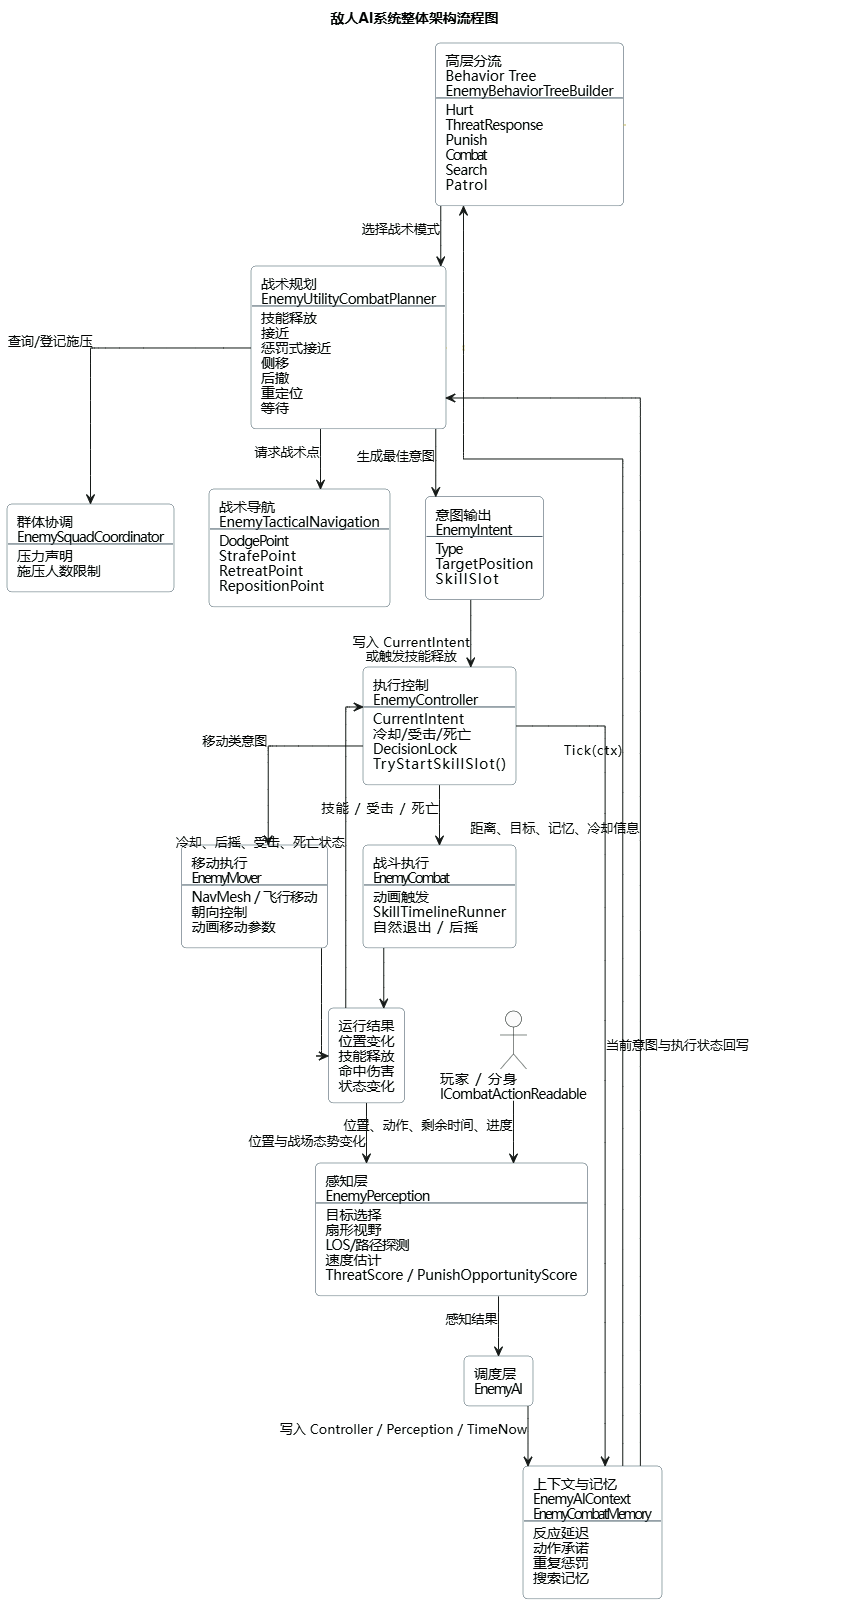 敌人AI系统整体架构流程图
高层分流
Behavior Tree
EnemyBehaviorTreeBuilder
Hurt
ThreatResponse
Punish
Combat
Search
Patrol
选择战术模式
战术规划
EnemyUtilityCombatPlanner
技能释放
接近
惩罚式接近
侧移
后撤
重定位
等待
查询/登记施压
请求战术点
生成最佳意图
群体协调
EnemySquadCoordinator
压力声明
施压人数限制
战术导航
EnemyTacticalNavigation
DodgePoint
StrafePoint
RetreatPoint
RepositionPoint
意图输出
EnemyIntent
Type
TargetPosition
SkillSlot
写入 CurrentIntent
或触发技能释放
执行控制
EnemyController
CurrentIntent
冷却/受击/死亡
DecisionLock
TryStartSkillSlot()
移动类意图
Tick(ctx)
技能 / 受击 / 死亡
距离、目标、记忆、冷却信息
冷却、后摇、受击、死亡状态
移动执行
EnemyMover
NavMesh / 飞行移动
朝向控制
动画移动参数
战斗执行
EnemyCombat
动画触发
SkillTimelineRunner
自然退出 / 后摇
运行结果
位置变化
技能释放
命中伤害
状态变化
当前意图与执行状态回写
玩家 / 分身
ICombatActionReadable
位置、动作、剩余时间、进度
位置与战场态势变化
感知层
EnemyPerception
目标选择
扇形视野
LOS/路径探测
速度估计
ThreatScore / PunishOpportunityScore
感知结果
调度层
EnemyAI
写入 Controller / Perception / TimeNow
上下文与记忆
EnemyAIContext
EnemyCombatMemory
反应延迟
动作承诺
重复惩罚
搜索记忆